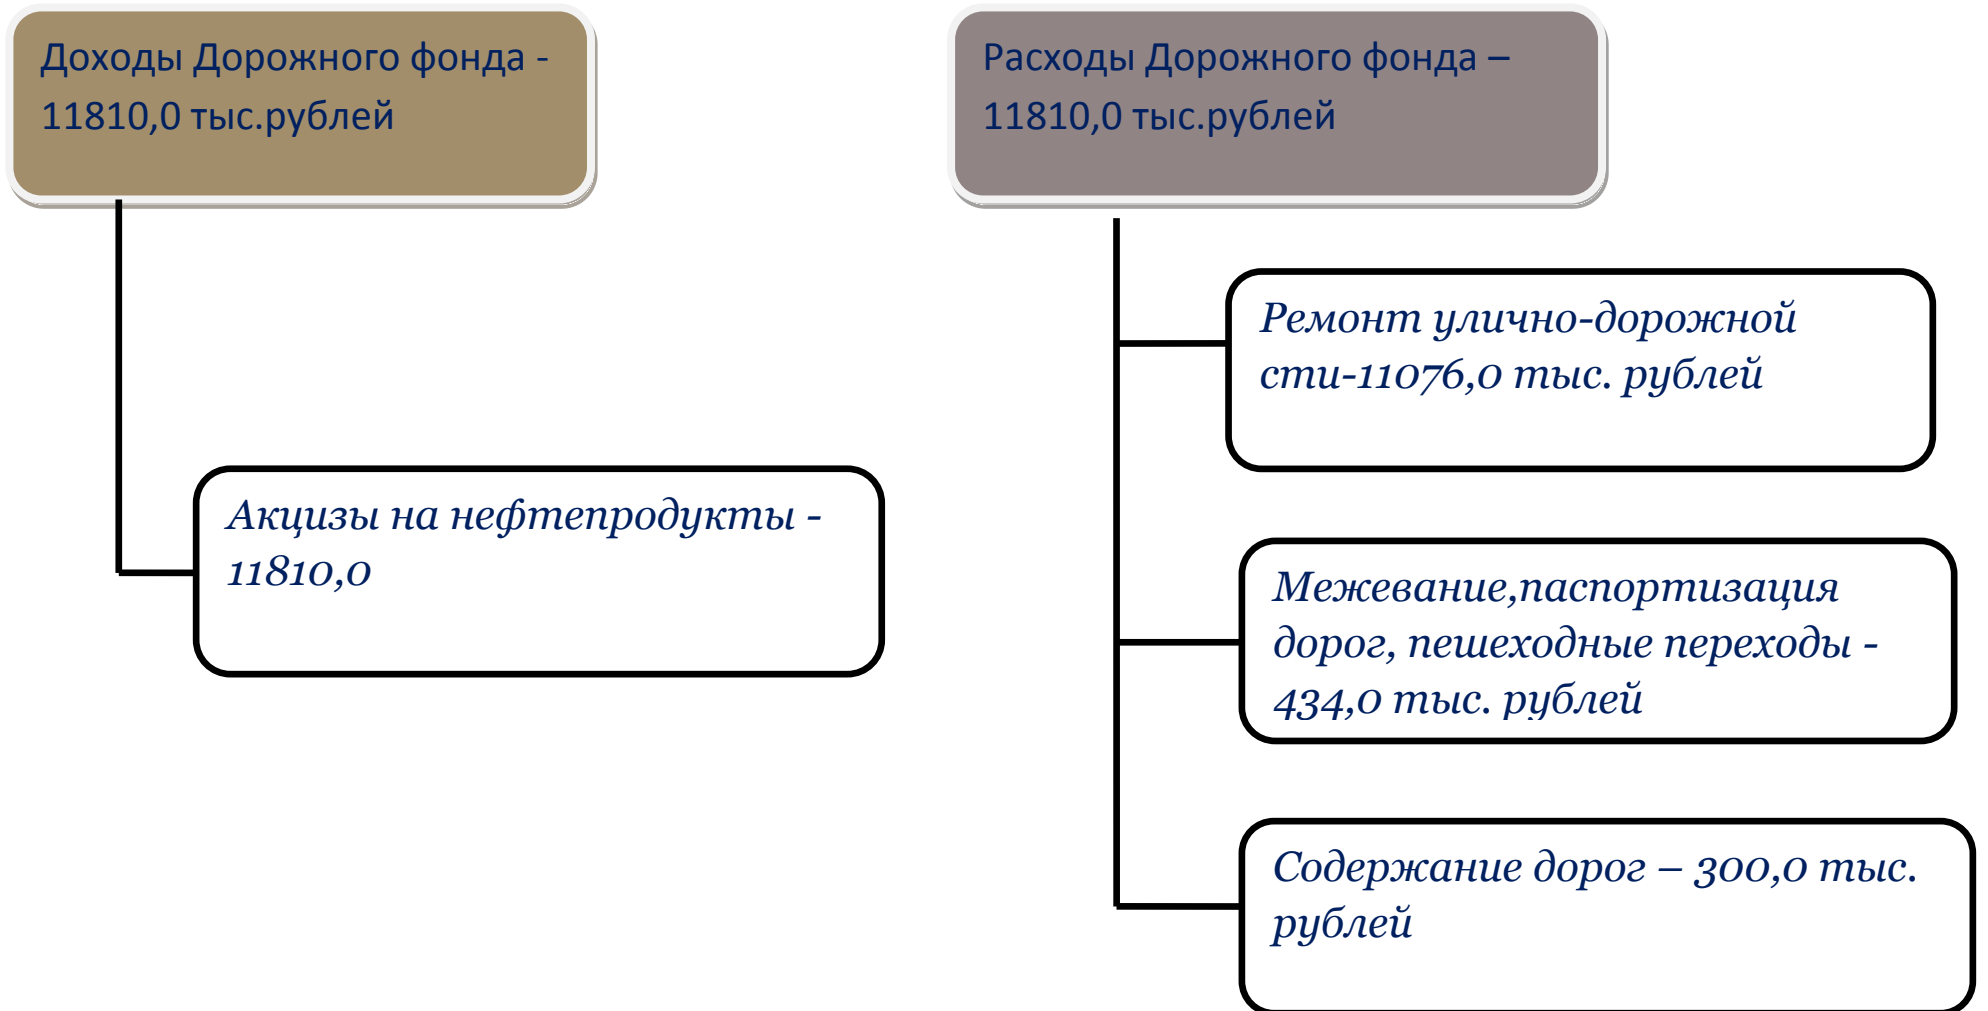 Доходы Дорожного фонда -
11810,0 тыс.рублей
Акцизы на нефтепродукты -
11810,0
Расходы Дорожного фонда –
11810,0 тыс.рублей
Ремонт улично-дорожной
сти-11076,0 тыс. рублей
Межевание,паспортизация
дорог, пешеходные переходы -
434,0 тыс. рублей
Содержание дорог – 300,0 тыс.
рублей